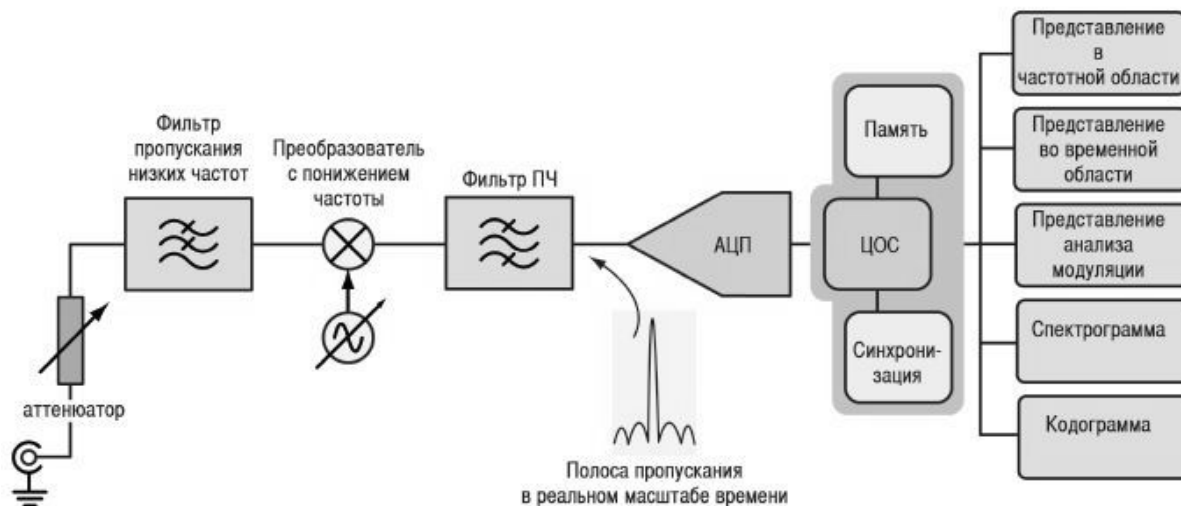 Фильтр
пропускания
низких частот
Преобразователь
с понижением
частоты
Фильтр ПЧ
аттенюатор
Полоса пропускания
в реальном масштабе времени
АЦП
Память
ЦОС
Синхрони-
зация
Представление
в
частотной области
Представление
во временной
области
Представление
анализа
модуляции
Спектрограмма
Кодограмма